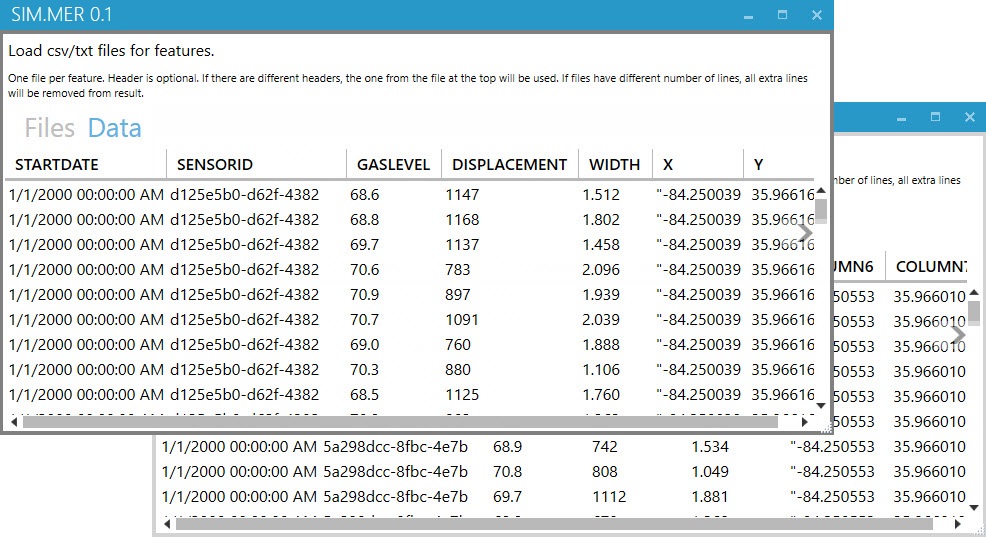 SIM.MER 0.1
Load csv/txt files for features.
One file per feature. Header is optional. If there are different headers, the one from the file at the top will be used. If files have different number of lines, all extra lines
will be removed from result.
Files Data
STARTDATE SENSORID GASLEVEL DISPLACEMENT WIDTH X Y
1/1/2000 00:00:00 AM d125e5b0-d62f-4382 68.6 1147 1.512 "-84.250039 35.96616
1/1/2000 00:00:00 AM d125e5b0-d62f-4382 68.8 1168 1.802 "-84.250039 35.96616
1/1/2000 00:00:00 AM d125e5b0-d62f-4382 69.7 1137 1.458 "-84.250039 35.96616
1/1/2000 00:00:00 AM d125e5b0-d62f-4382 70.6 783 2.096 "-84.250039 35.96616
1/1/2000 00:00:00 AM d125e5b0-d62f-4382 70.9 897 1.939 "-84.250039 35.96616
1/1/2000 00:00:00 AM d125e5b0-d62f-4382 70.7 1091 2.039 "-84.250039 35.96616
1/1/2000 00:00:00 AM d125e5b0-d62f-4382 69.0 760 1.888 "-84.250039 35.96616
1/1/2000 00:00:00 AM d125e5b0-d62f-4382 70.3 880 1.106 "-84.250039 35.96616
1/1/2000 00:00:00 AM d125e5b0-d62f-4382 68.5 1125 1.760 "-84.250039 35.96616
of lines, all extra lines
UMN6 COLUMN7
50553 35.966010
50553 35.966010
50553 35.966010
50553 35.966010
50553 35.966010
50553 35.966010
1/1/2000 00:00:00 AM 5a298dcc-8fbc-4e7b 68.9 742 1.534 "-84.250553 35.966010
1/1/2000 00:00:00 AM 5a298dcc-8fbc-4e7b 70.8 808 1.049 "-84.250553 35.966010
1/1/2000 00:00:00 AM 5a298dcc-8fbc-4e7b 69.7 1112 1.881 "-84.250553 35.966010